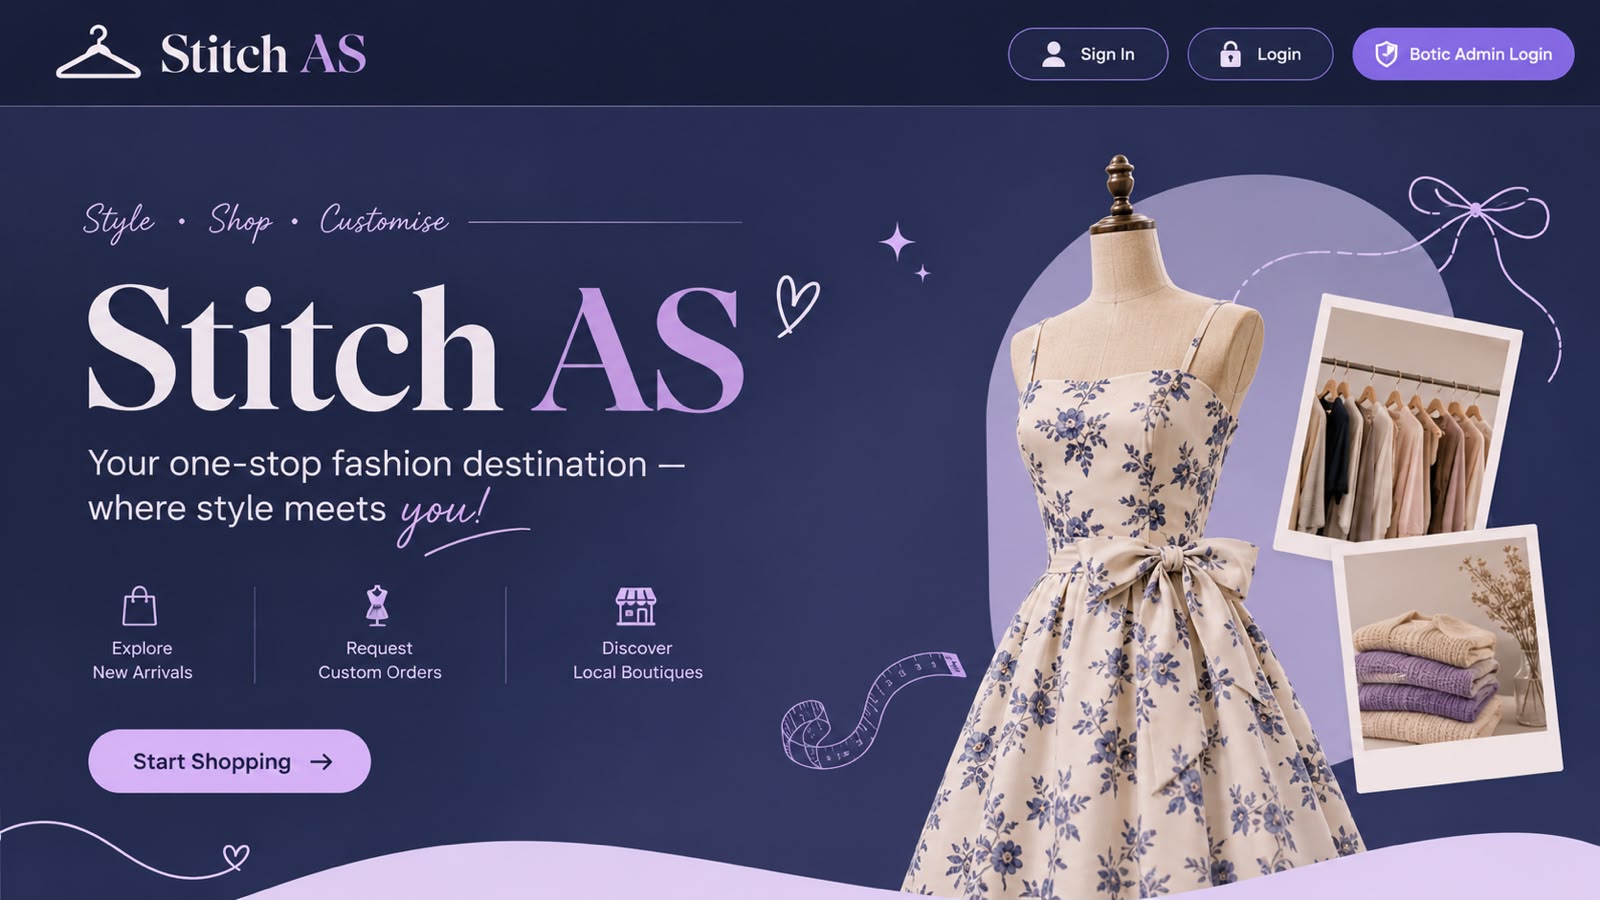 Stitch AS
Sign In
Login
Botic Admin Login
Style • Shop • Customise
Stitch AS
Your one-stop fashion destination —
where style meets you!
Explore
New Arrivals
Request
Custom Orders
Discover
Local Boutiques
Start Shopping →